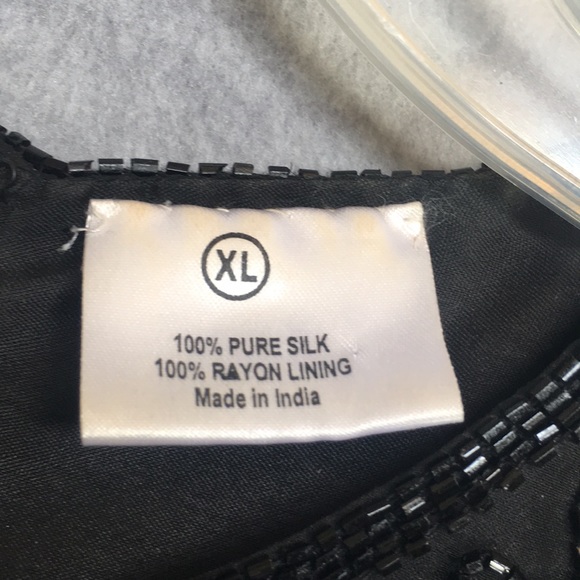 XL
100% PURE SILK
100% RAYON LINING
Made in India